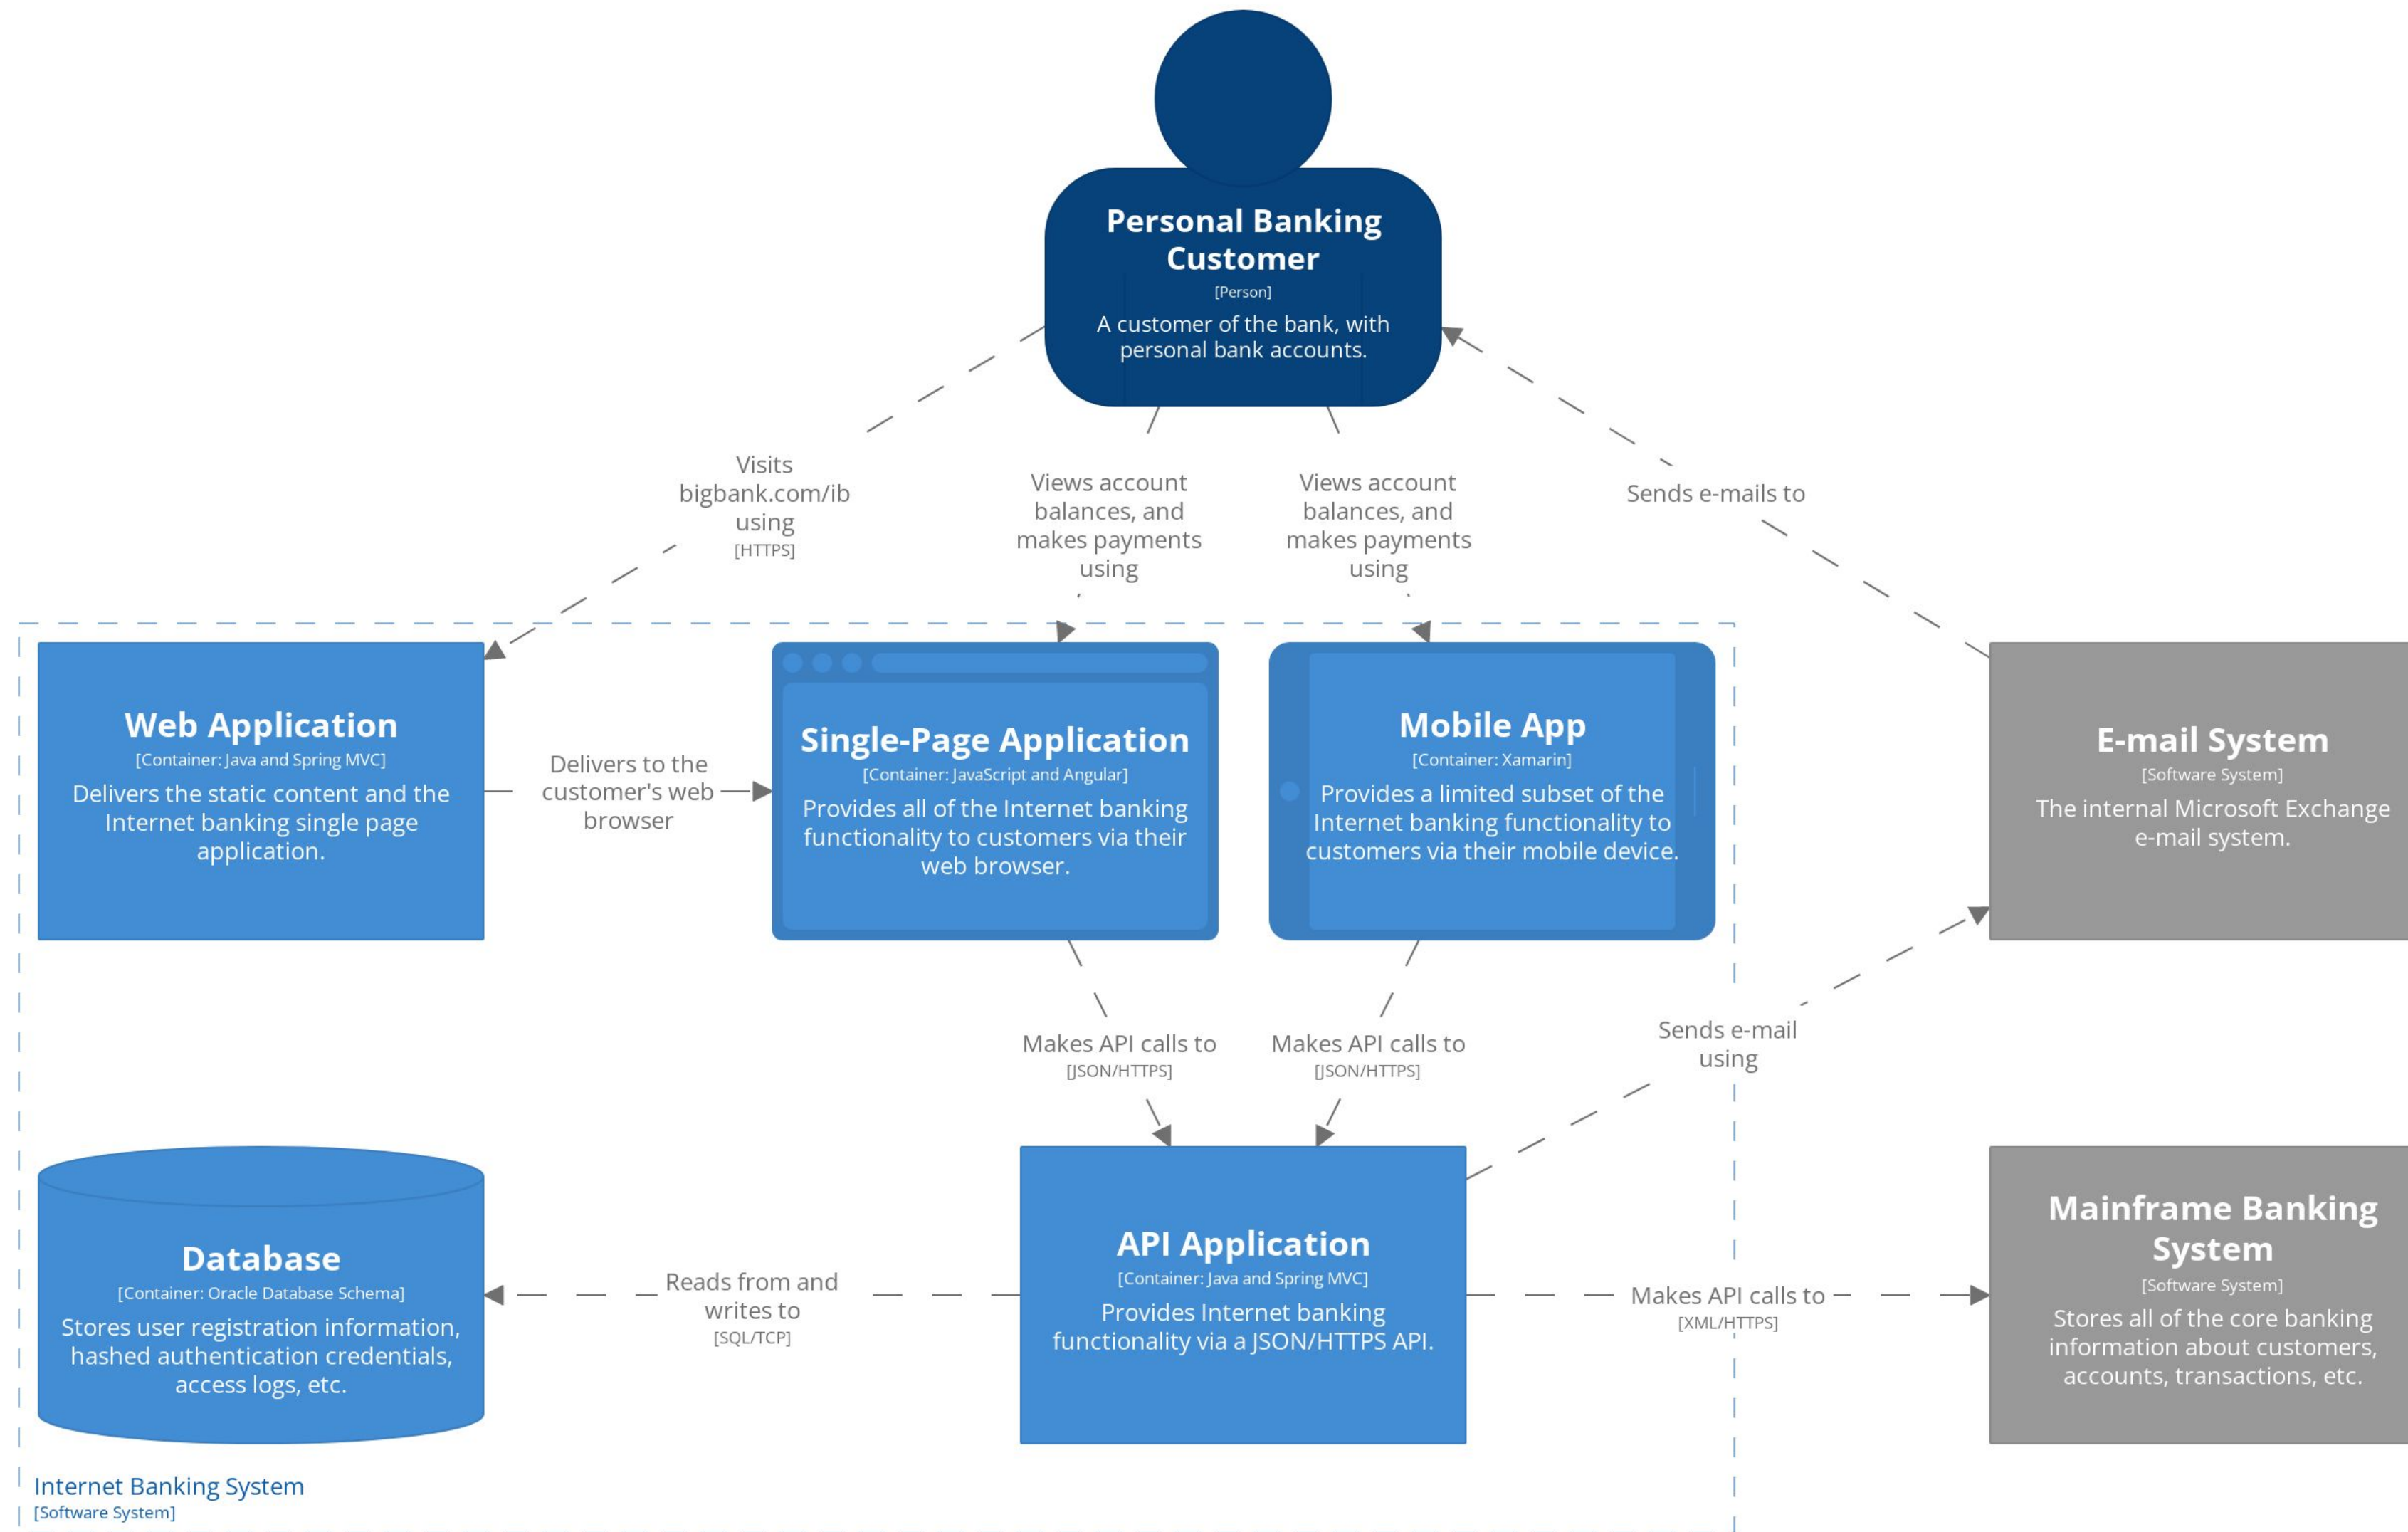 Personal Banking
Customer
[Person]
A customer of the bank, with
personal bank accounts.
Visits
bigbank.com/ib
using
[HTTPS]
Views account
balances, and
makes payments
using
Views account
balances, and
makes payments
using
Sends e-mails to
Web Application
[Container: Java and Spring MVC]
Delivers the static content and the
Internet banking single page
application.
Delivers to the
customer's web
browser
Single-Page Application
[Container: JavaScript and Angular]
Provides all of the Internet banking
functionality to customers via their
web browser.
Mobile App
[Container: Xamarin]
Provides a limited subset of the
Internet banking functionality to
customers via their mobile device.
E-mail System
[Software System]
The internal Microsoft Exchange
e-mail system.
Makes API calls to
[JSON/HTTPS]
Makes API calls to
[JSON/HTTPS]
Sends e-mail
using
Database
[Container: Oracle Database Schema]
Stores user registration information,
hashed authentication credentials,
access logs, etc.
Reads from and
writes to
[SQL/TCP]
API Application
[Container: Java and Spring MVC]
Provides Internet banking
functionality via a JSON/HTTPS API.
Makes API calls to
[XML/HTTPS]
Mainframe Banking
System
[Software System]
Stores all of the core banking
information about customers,
accounts, transactions, etc.
Internet Banking System
[Software System]